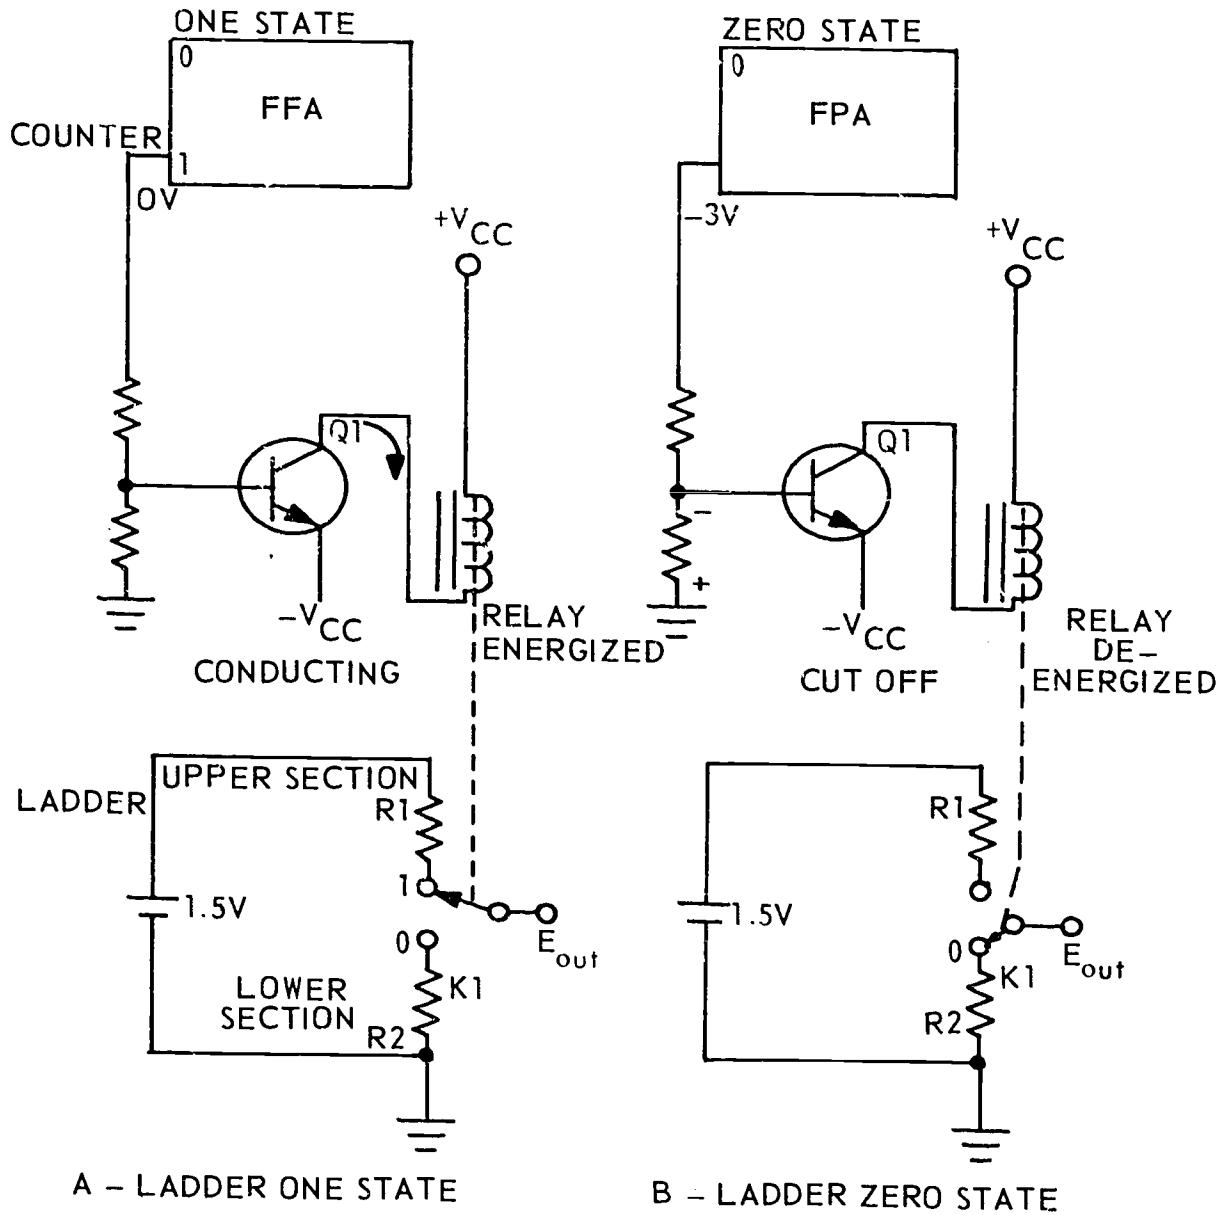 ONE STATE
0
FFA
COUNTER
1
0V
+VCC
Q1
-VCC
CONDUCTING
RELAY
ENERGIZED
UPPER SECTION
LADDER
R1
1
1.5V
0
Eout
LOWER
SECTION
K1
R2
A – LADDER ONE STATE
ZERO STATE
0
FPA
-3V
+VCC
Q1
-
+
-VCC
CUT OFF
RELAY
DE-
ENERGIZED
R1
1.5V
0
Eout
K1
R2
B – LADDER ZERO STATE